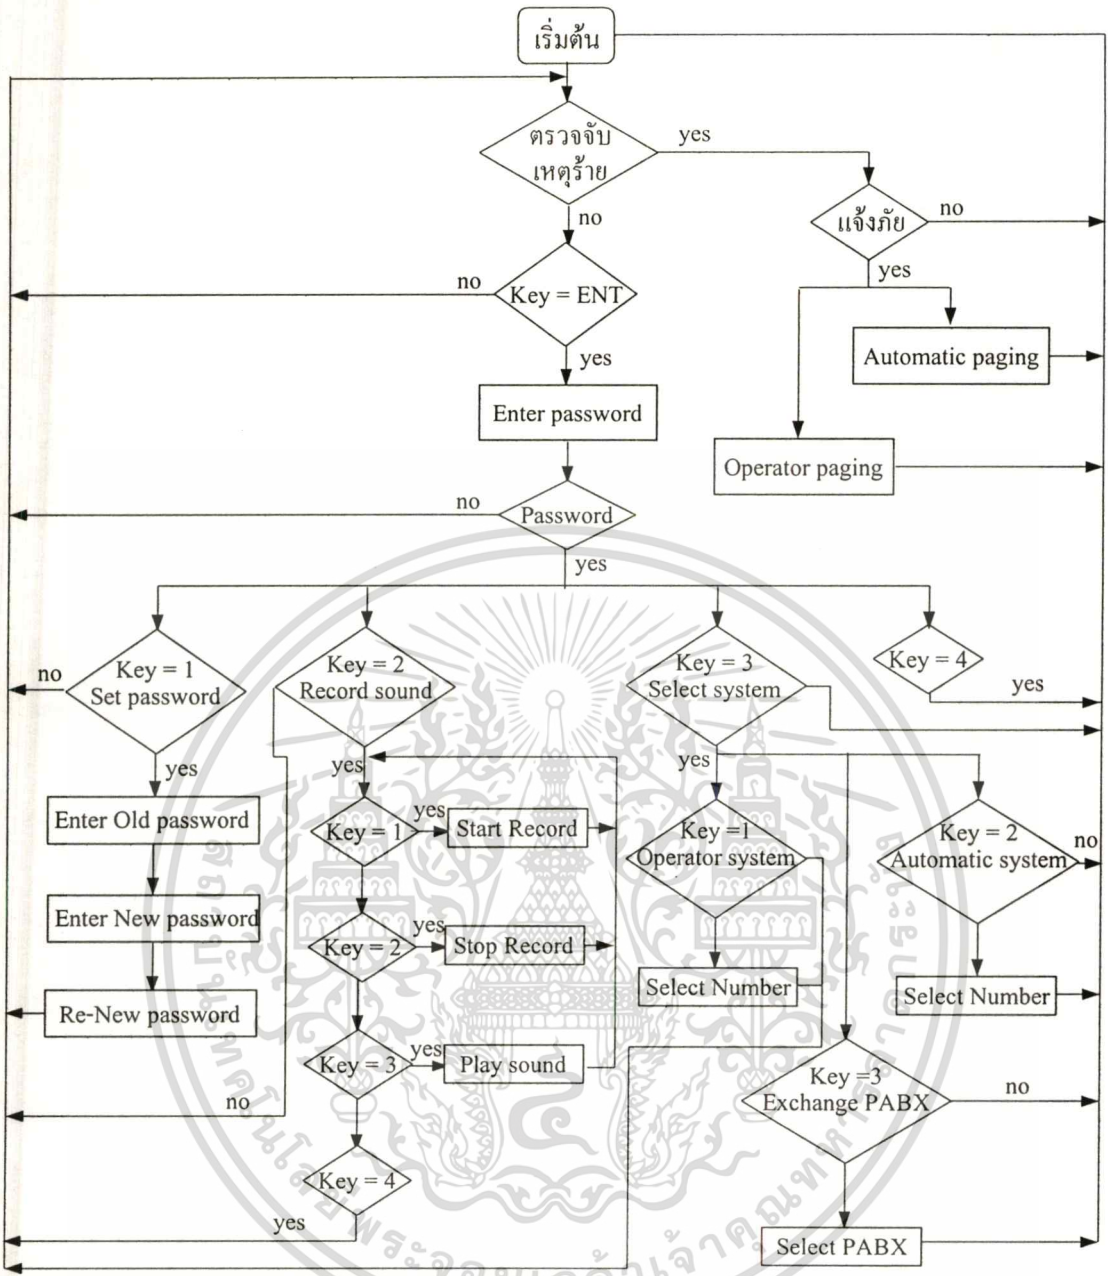 เริ่มต้น
ตรวจจับ
เหตุร้าย
yes
no
แจ้งภัย
no
yes
Key = ENT
no
yes
Automatic paging
Enter password
Operator paging
Password
no
yes
Key = 1
Set password
no
yes
Key = 2
Record sound
yes
no
Key = 3
Select system
yes
Key = 4
yes
Enter Old password
Enter New password
Re-New password
Key = 1
yes
Start Record
Key = 2
yes
Stop Record
Key = 3
yes
Play sound
Key = 4
yes
Key =1
Operator system
Select Number
Key = 2
Automatic system
no
Select Number
Key =3
Exchange PABX
no
Select PABX